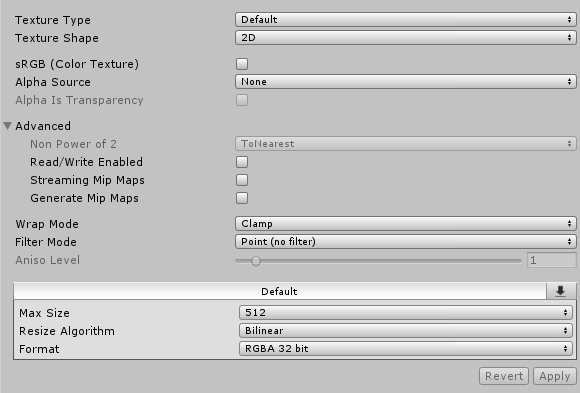 Texture Type Default
Texture Shape 2D
sRGB (Color Texture)
Alpha Source None
Alpha Is Transparency
Advanced
Non Power of 2 ToNearest
Read/Write Enabled
Streaming Mip Maps
Generate Mip Maps
Wrap Mode Clamp
Filter Mode Point (no filter)
Aniso Level 1
Default
Max Size 512
Resize Algorithm Bilinear
Format RGBA 32 bit
Revert Apply